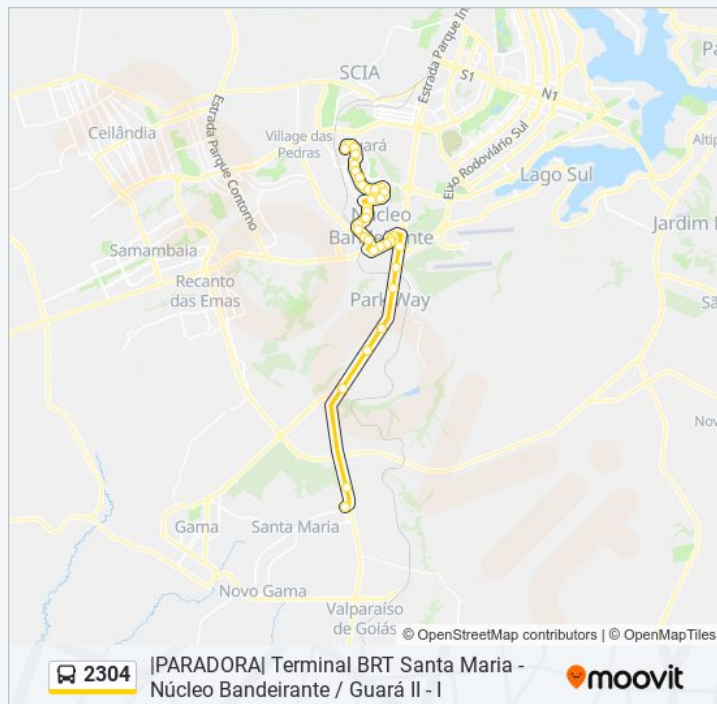 SCIA
Estrada Parque In
S1
N1
Pa
Ceilândia
Estrada Parque Contorno
Village das
Pedras
Guará
Eixo Rodoviário Sul
Altip
Lago Sul
Núcleo
Bandeirante
Jardim
Samambaia
Recanto
das Emas
Park Way
Sã
Nov
Gama
Santa Maria
Novo Gama
Valparaíso
de Goiás
© OpenStreetMap contributors | © OpenMapTiles
2304
|PARADORA| Terminal BRT Santa Maria -
Núcleo Bandeirante / Guará II - I
moovit